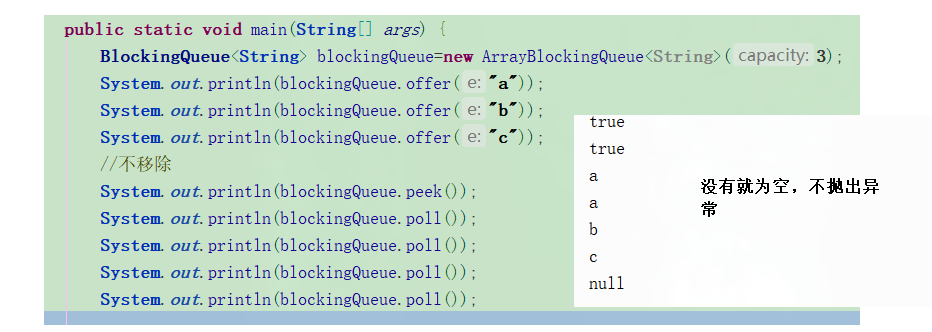 public static void main(String[] args) {
BlockingQueue<String> blockingQueue=new ArrayBlockingQueue<String>( capacity: 3);
System.out.println(blockingQueue.offer( e: "a"));
System.out.println(blockingQueue.offer( e: "b"));
System.out.println(blockingQueue.offer( e: "c"));
//不移除
System.out.println(blockingQueue.peek());
System.out.println(blockingQueue.poll());
System.out.println(blockingQueue.poll());
System.out.println(blockingQueue.poll());
System.out.println(blockingQueue.poll());
true
true
a
a
b
c
null
没有就为空，不抛出异
常